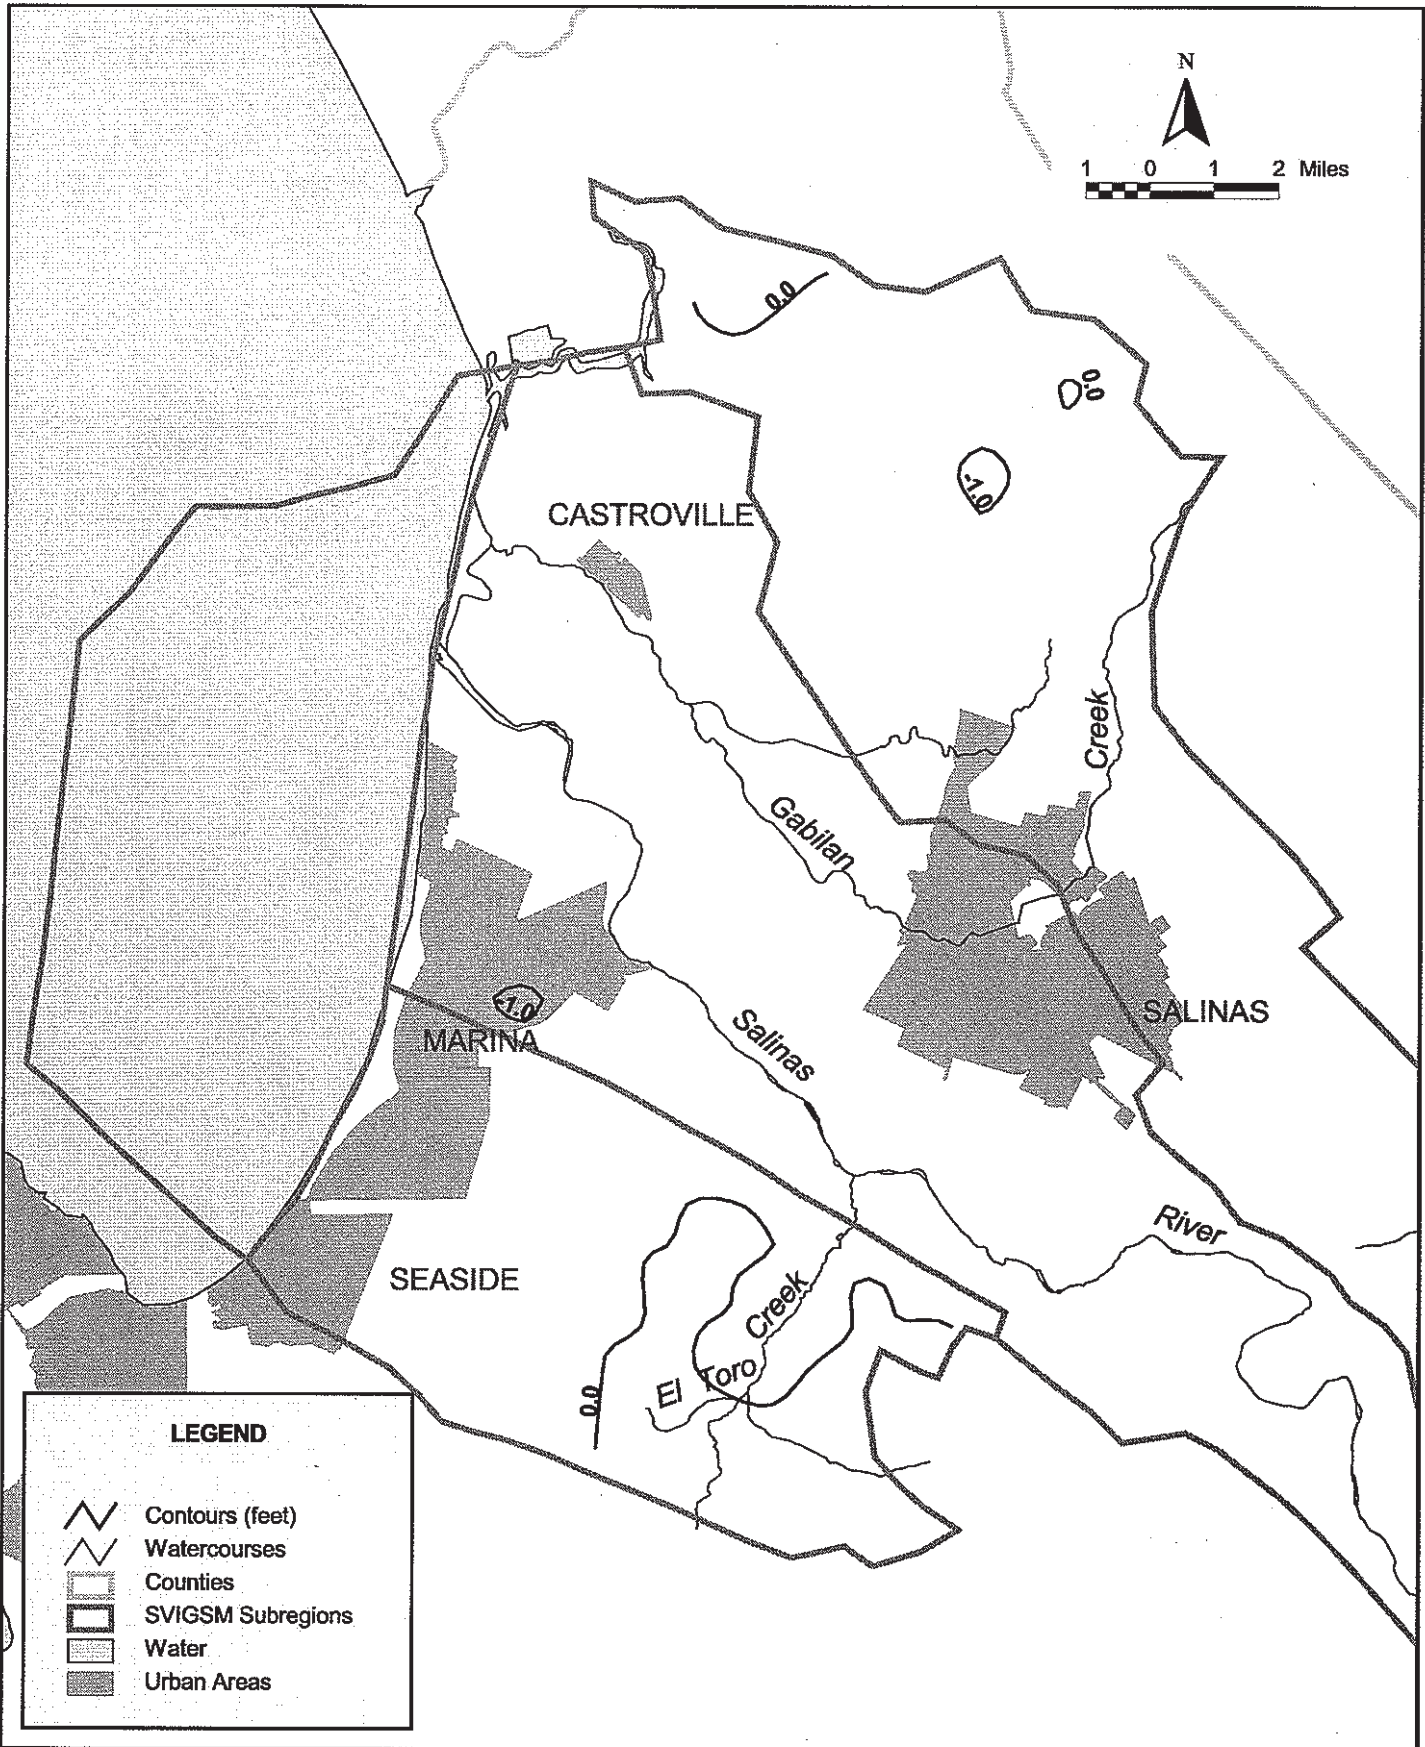 N
1 0 1 2 Miles
0.0
0.0
-1.0
CASTROVILLE
Creek
Gabilan
-1.0
MARINA
SALINAS
Salinas
River
SEASIDE
Creek
El Toro
0.0
LEGEND
Contours (feet)
Watercourses
Counties
SVIGSM Subregions
Water
Urban Areas